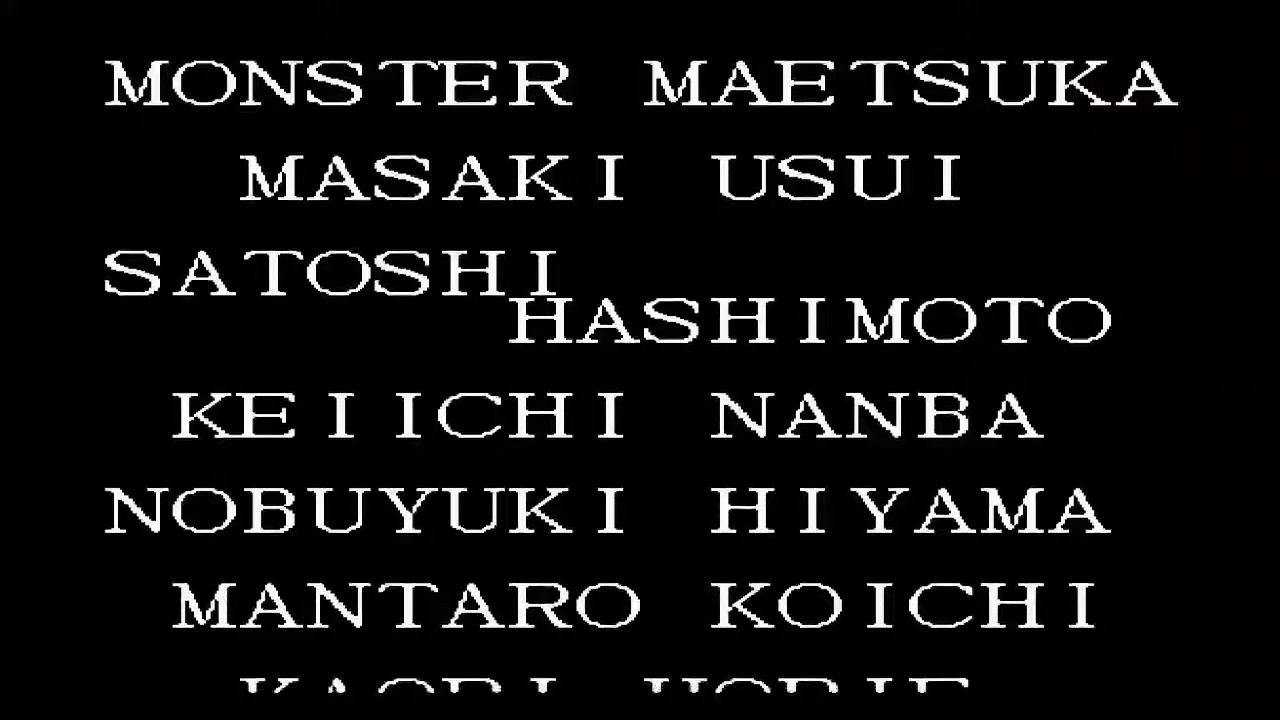 MONSTER MAETSUKA
MASAKI USUI
SATOSHI
HASHIMOTO
KEIICHI NANBA
NOBUYUKI HIYAMA
MANTARO KOICHI